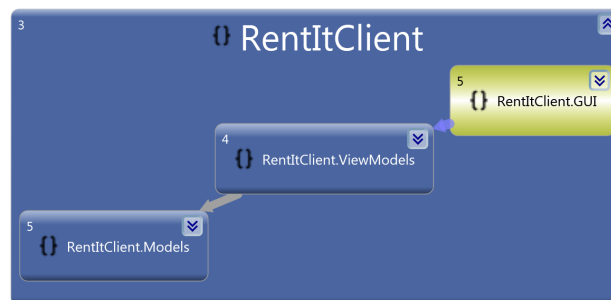 3
{} RentItClient
5
{} RentItClient.GUI
4
{} RentItClient.ViewModels
5
{} RentItClient.Models